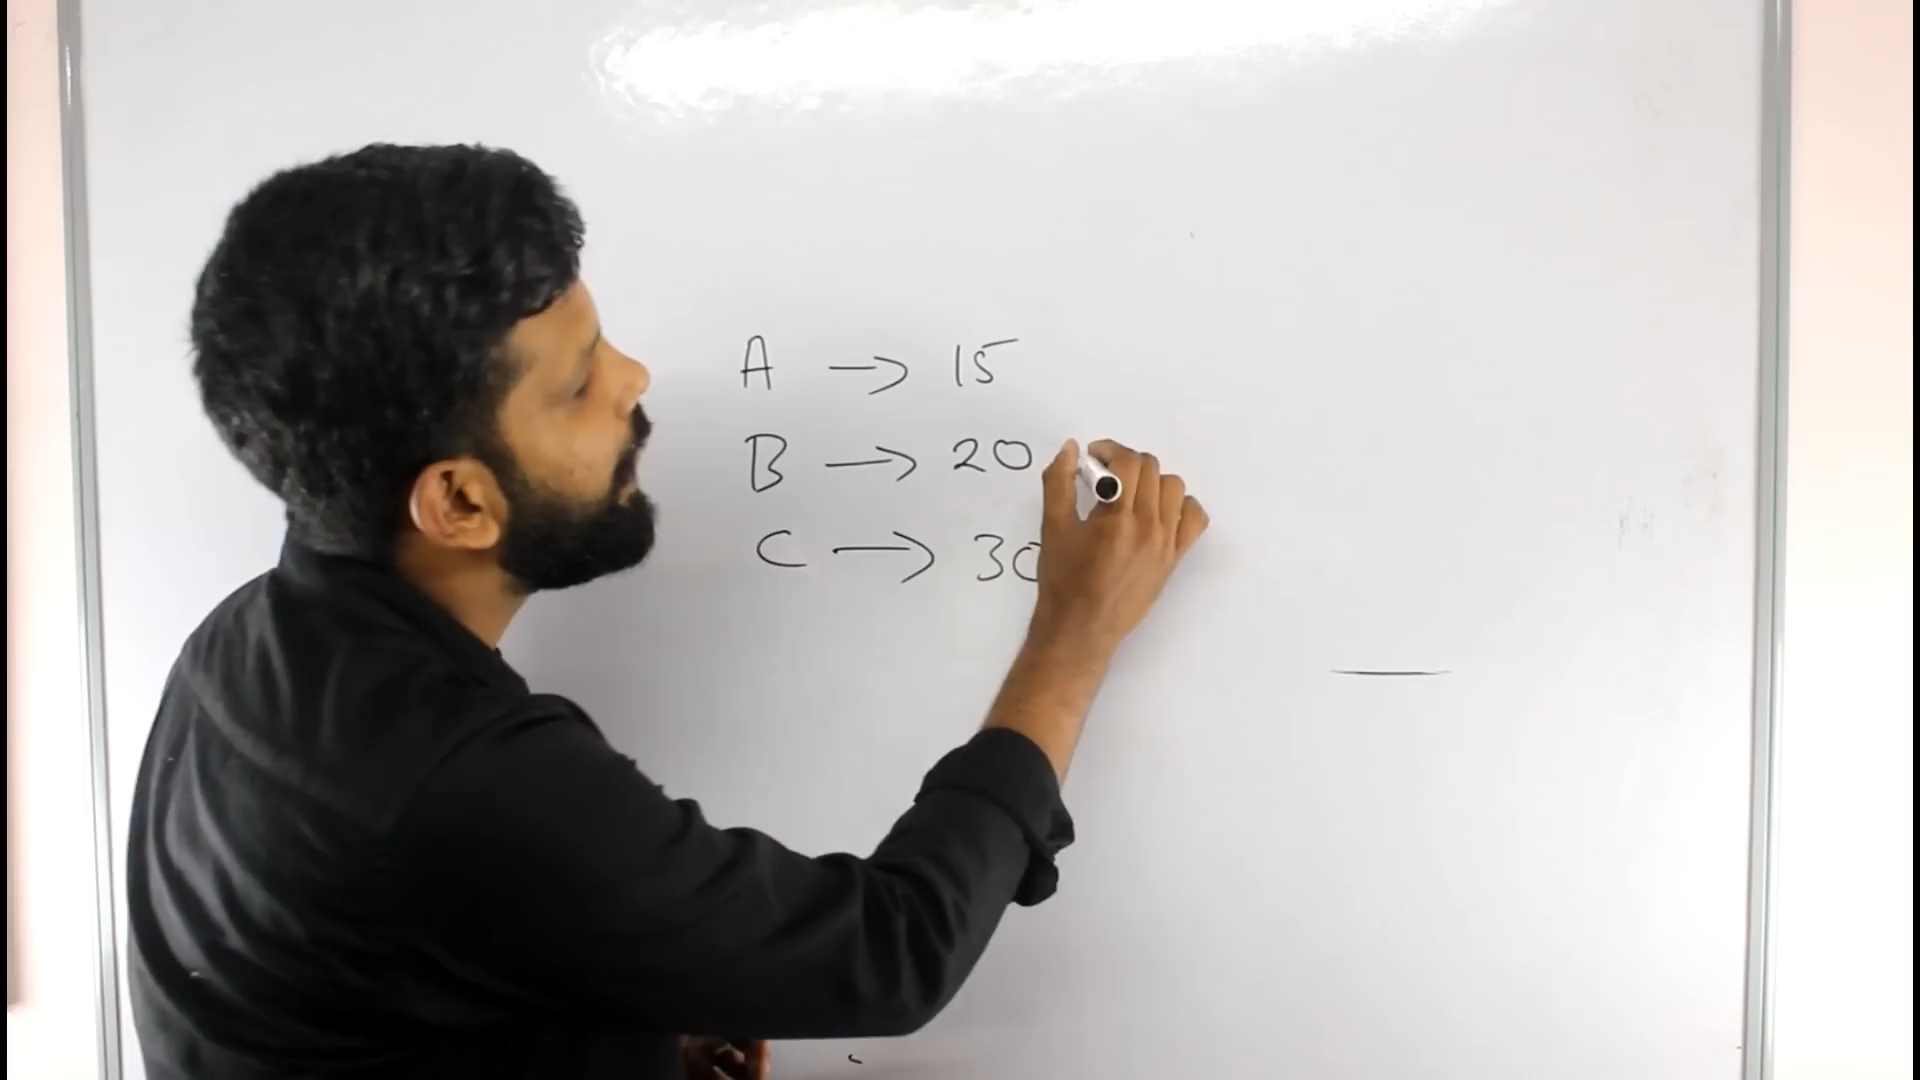 A → 15
B → 20
C → 30